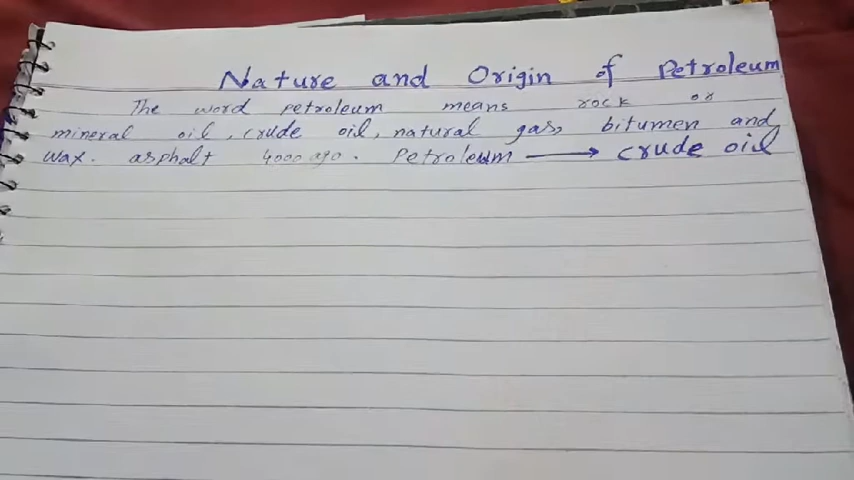 Nature and Origin of Petroleum
The word petroleum means rock or
mineral oil, crude oil, natural gas, bitumen and
wax. asphalt 4000 ago. Petroleum → crude oil